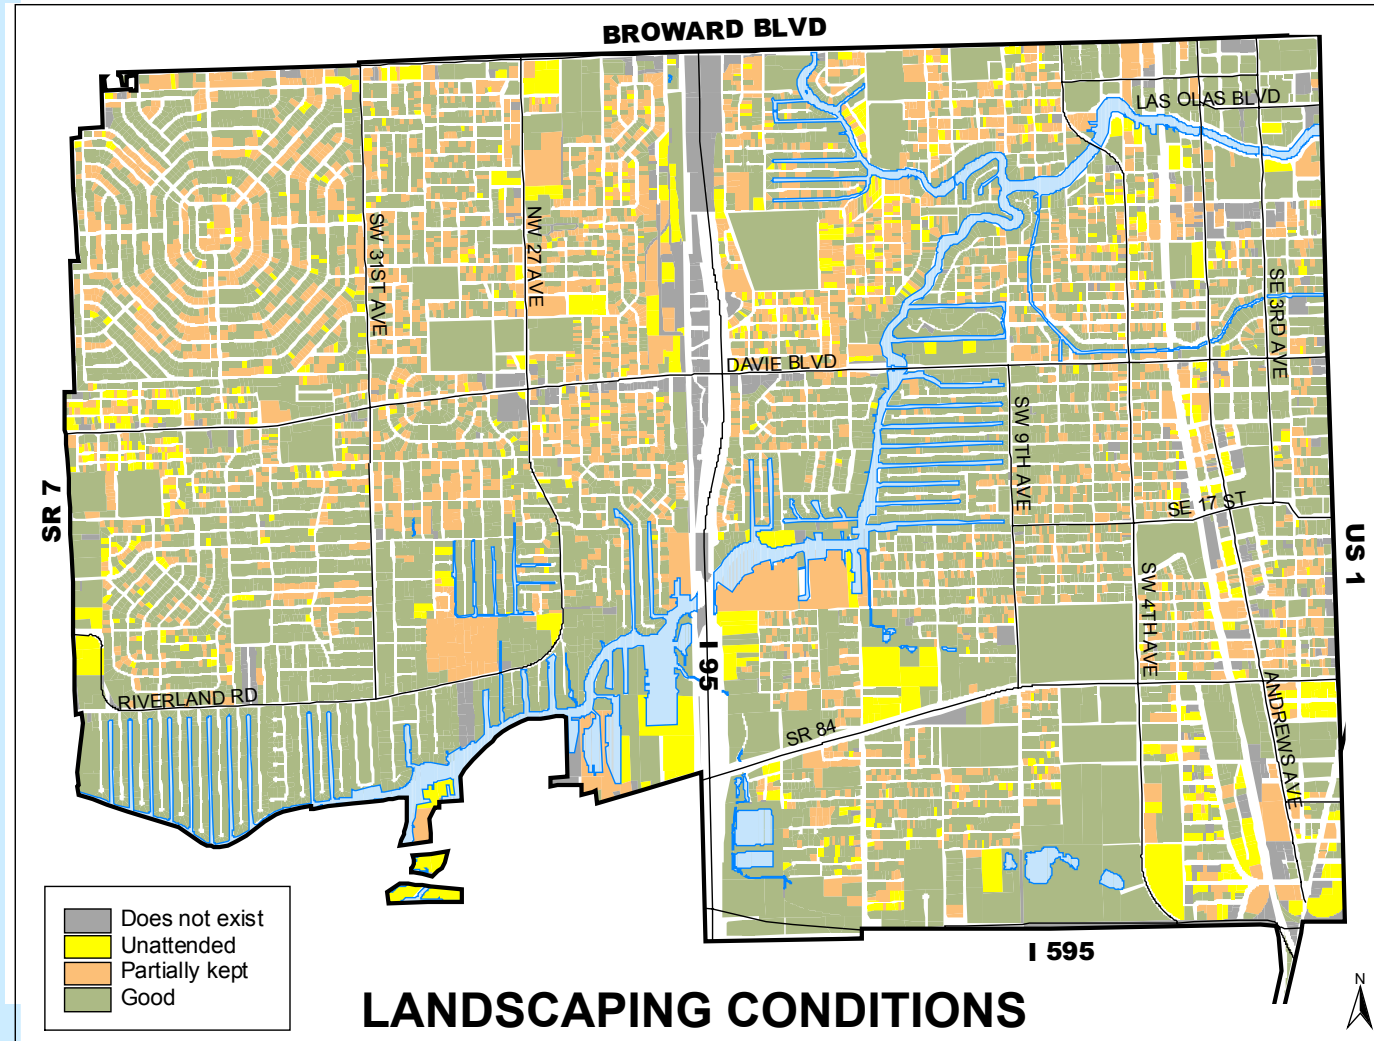 BROWARD BLVD
LAS OLAS BLVD
SW 31ST AVE
NW 27 AVE
SE 3RD AVE
DAVIE BLVD
SW 9TH AVE
SR 7
SE 17 ST
US 1
SW 4TH AVE
I 95
RIVERLAND RD
ANDREWS AVE
SR 84
Does not exist
Unattended
Partially kept
Good
I 595
LANDSCAPING CONDITIONS
N